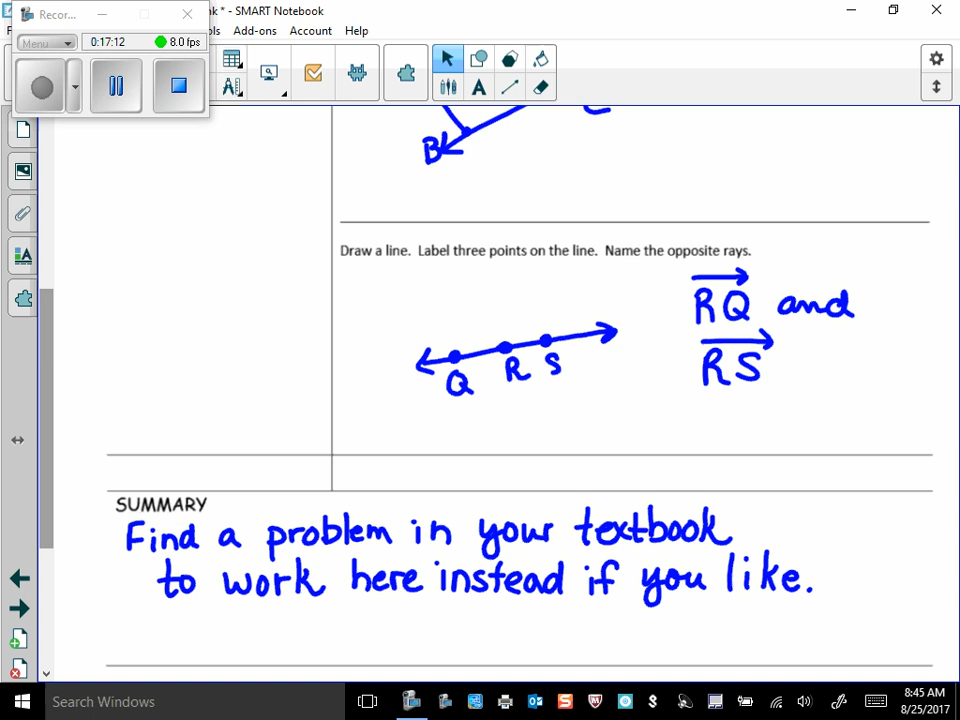 Recor...
nk * - SMART Notebook
Menu
0:17:12
8.0 fps
ols Add-ons Account Help
B
C
Draw a line. Label three points on the line. Name the opposite rays.
RQ and
RS
Q R S
SUMMARY
Find a problem in your textbook
to work here instead if you like.
Search Windows
8:45 AM
8/25/2017